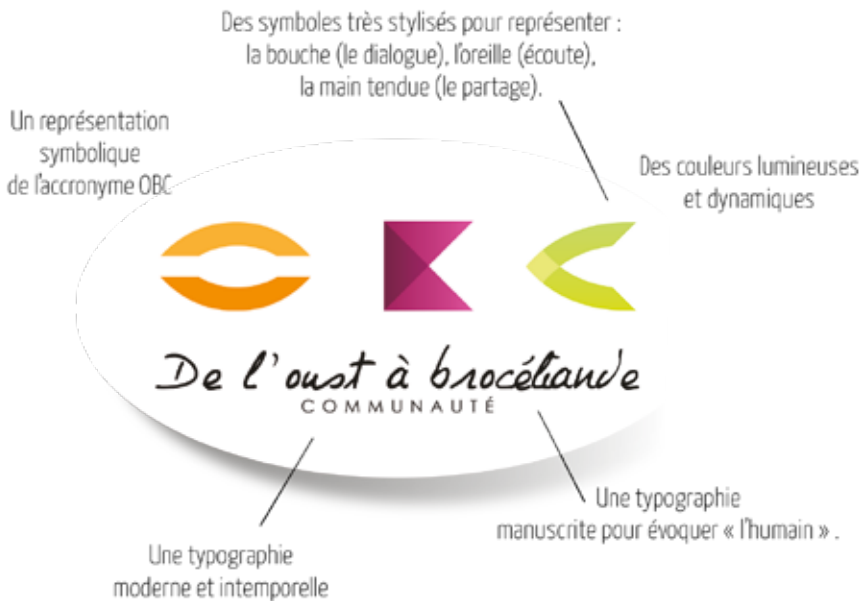 Des symboles très stylisés pour représenter :
la bouche (le dialogue), l'oreille (écoute),
la main tendue (le partage).
Un représentation
symbolique
de l'accronyme OBC
Des couleurs lumineuses
et dynamiques
De l'oust à brocéliande
COMMUNAUTÉ
Une typographie
manuscrite pour évoquer « l'humain » .
Une typographie
moderne et intemporelle